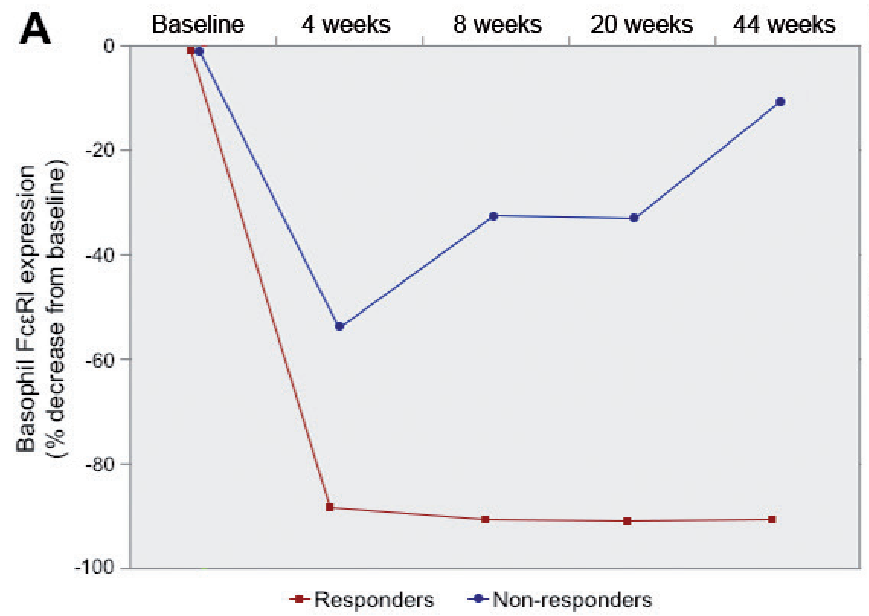 A
Baseline 4 weeks 8 weeks 20 weeks 44 weeks
0
-20
-40
-60
-80
-100
Basophil FcεRI expression
(% decrease from baseline)
Responders Non-responders